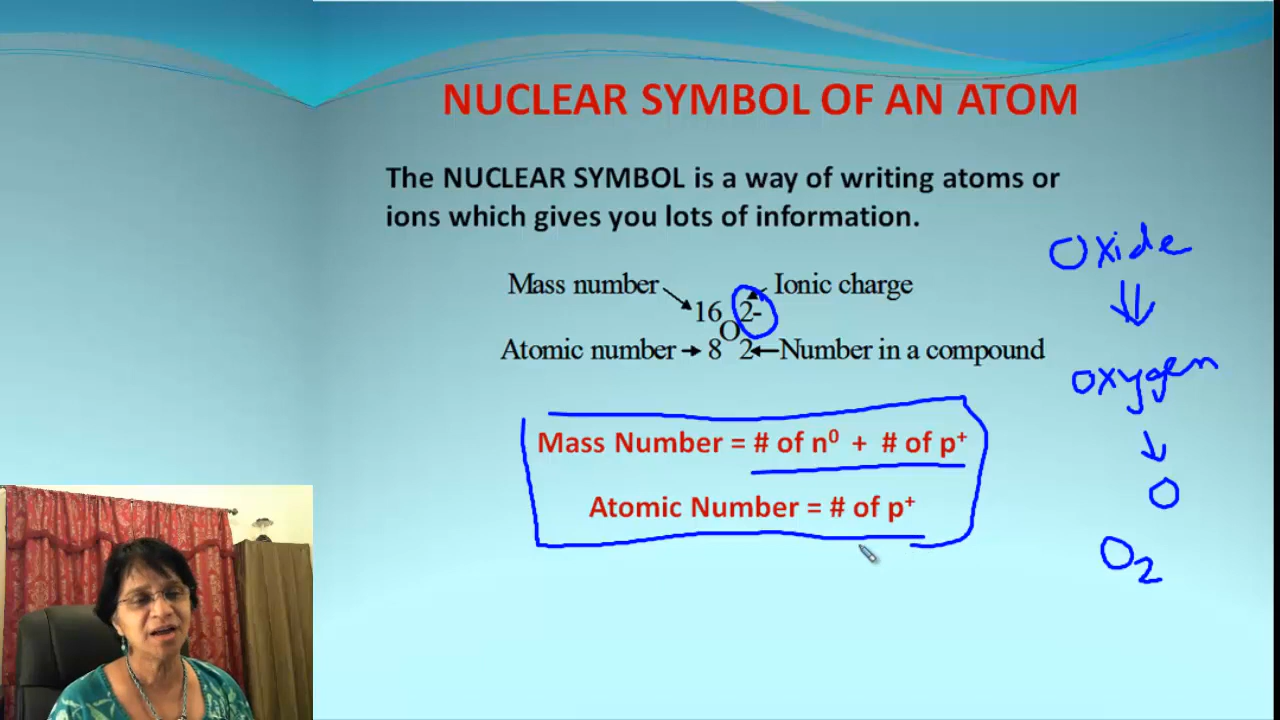 NUCLEAR SYMBOL OF AN ATOM
The NUCLEAR SYMBOL is a way of writing atoms or
ions which gives you lots of information.
Oxide
Mass number
Ionic charge
16 2-
O
Atomic number
8 2
Number in a compound
oxygen
Mass Number = # of n⁰ + # of p⁺
O
Atomic Number = # of p⁺
O₂